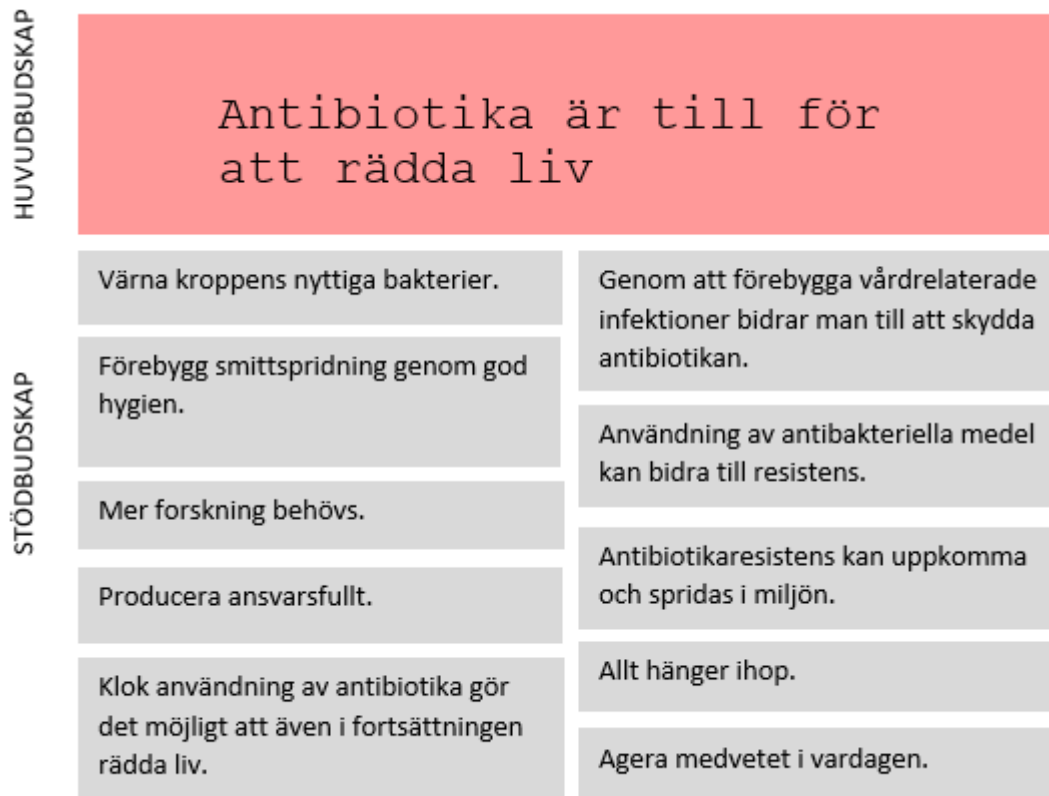 HUVUDBUDSKAP
Antibiotika är till för
att rädda liv
STÖDBUDSKAP
Värna kroppens nyttiga bakterier.
Förebygg smittspridning genom god
hygien.
Mer forskning behövs.
Producera ansvarsfullt.
Klok användning av antibiotika gör
det möjligt att även i fortsättningen
rädda liv.
Genom att förebygga vårdrelaterade
infektioner bidrar man till att skydda
antibiotikan.
Användning av antibakteriella medel
kan bidra till resistens.
Antibiotikaresistens kan uppkomma
och spridas i miljön.
Allt hänger ihop.
Agera medvetet i vardagen.